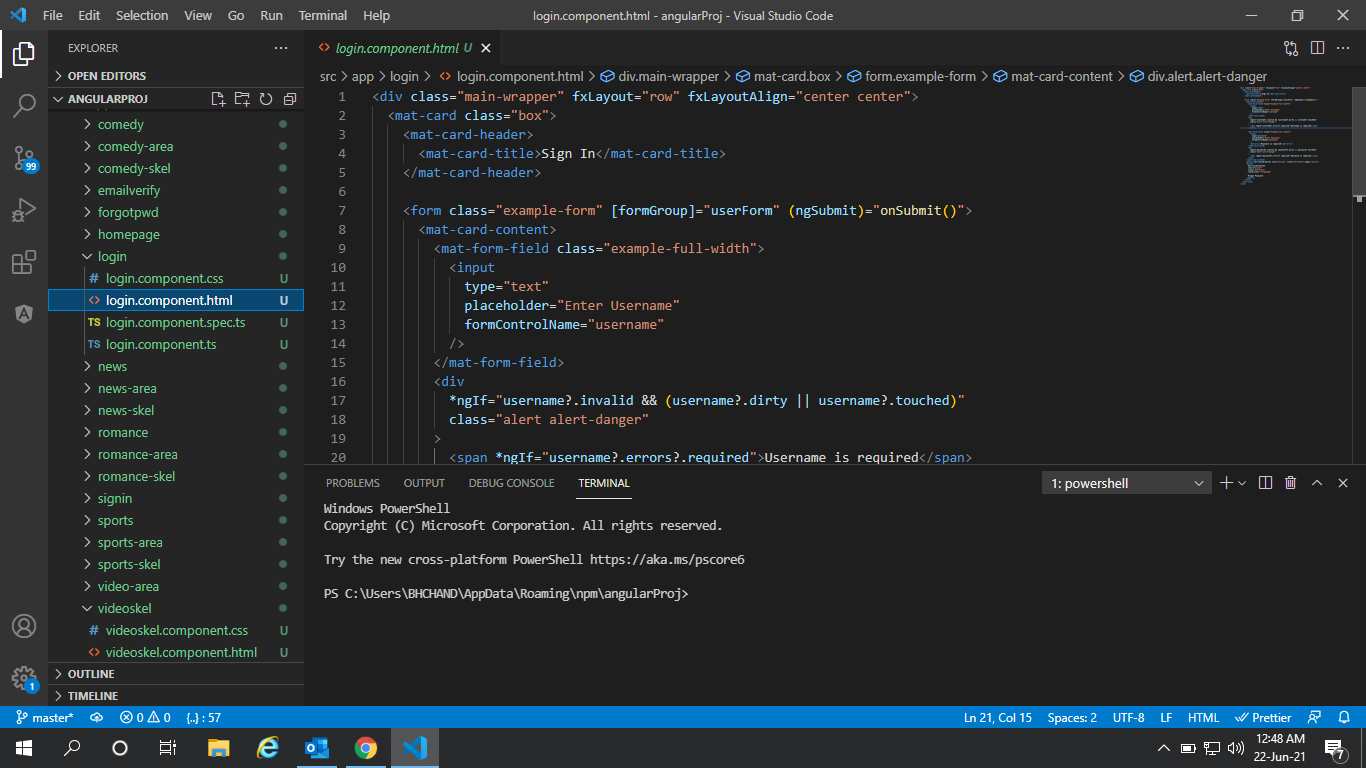 File Edit Selection View Go Run Terminal Help
login.component.html - angularProj - Visual Studio Code
EXPLORER
OPEN EDITORS
ANGULARPROJ
comedy
comedy-area
comedy-skel
emailverify
forgotpwd
homepage
login
# login.component.css U
<> login.component.html U
TS login.component.spec.ts U
TS login.component.ts U
news
news-area
news-skel
romance
romance-area
romance-skel
signin
sports
sports-area
sports-skel
video-area
videoskel
# videoskel.component.css U
<> videoskel.component.html U
OUTLINE
TIMELINE
99
1
<> login.component.html U
src > app > login > <> login.component.html > div.main-wrapper > mat-card.box > form.example-form > mat-card-content > div.alert.alert-danger
1 <div class="main-wrapper" fxLayout="row" fxLayoutAlign="center center">
2 <mat-card class="box">
3 <mat-card-header>
4 <mat-card-title>Sign In</mat-card-title>
5 </mat-card-header>
6
7 <form class="example-form" [formGroup]="userForm" (ngSubmit)="onSubmit()">
8 <mat-card-content>
9 <mat-form-field class="example-full-width">
10 <input
11 type="text"
12 placeholder="Enter Username"
13 formControlName="username"
14 />
15 </mat-form-field>
16 <div
17 *ngIf="username?.invalid && (username?.dirty || username?.touched)"
18 class="alert alert-danger"
19 >
20 <span *ngIf="username?.errors?.required">Username is required</span>
PROBLEMS OUTPUT DEBUG CONSOLE TERMINAL
1: powershell
Windows PowerShell
Copyright (C) Microsoft Corporation. All rights reserved.
Try the new cross-platform PowerShell https://aka.ms/pscore6
PS C:\Users\BHCHAND\AppData\Roaming\npm\angularProj>
master* 0 0 {..} : 57
Ln 21, Col 15 Spaces: 2 UTF-8 LF HTML Prettier
12:48 AM
22-Jun-21
7